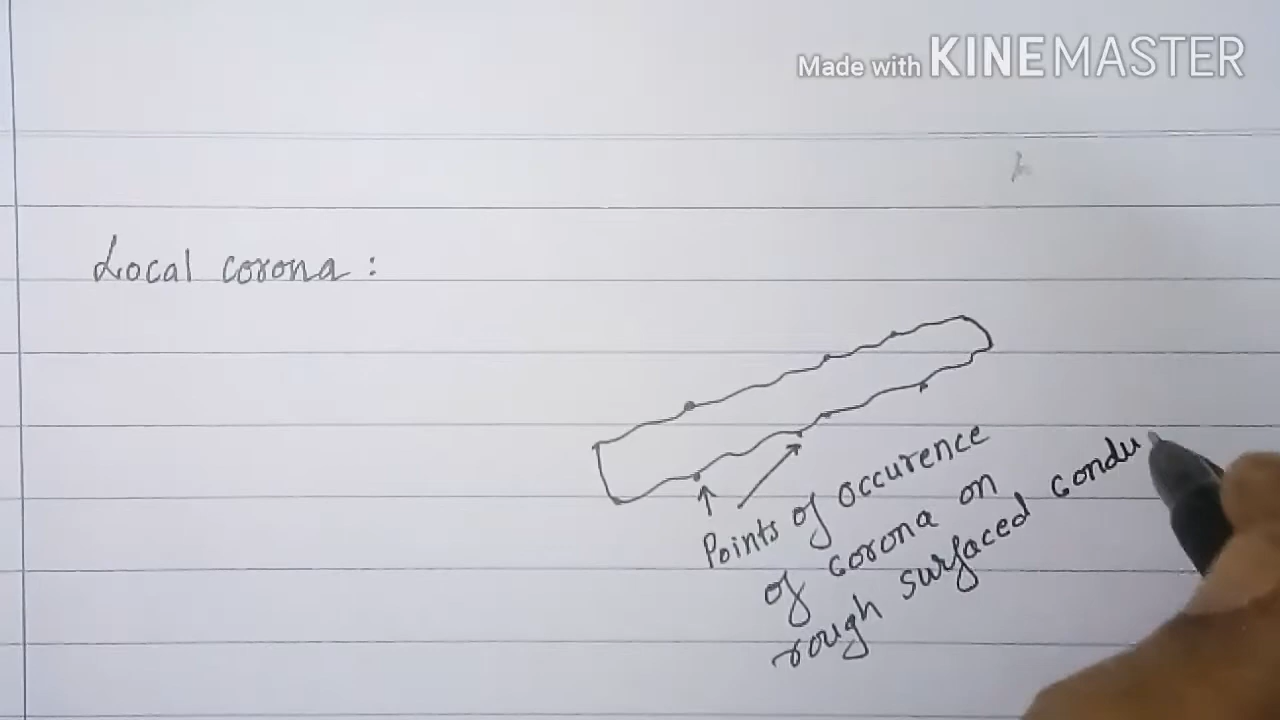 Made with KINEMASTER
Local corona :
Points of occurence
of corona on
rough surfaced condu